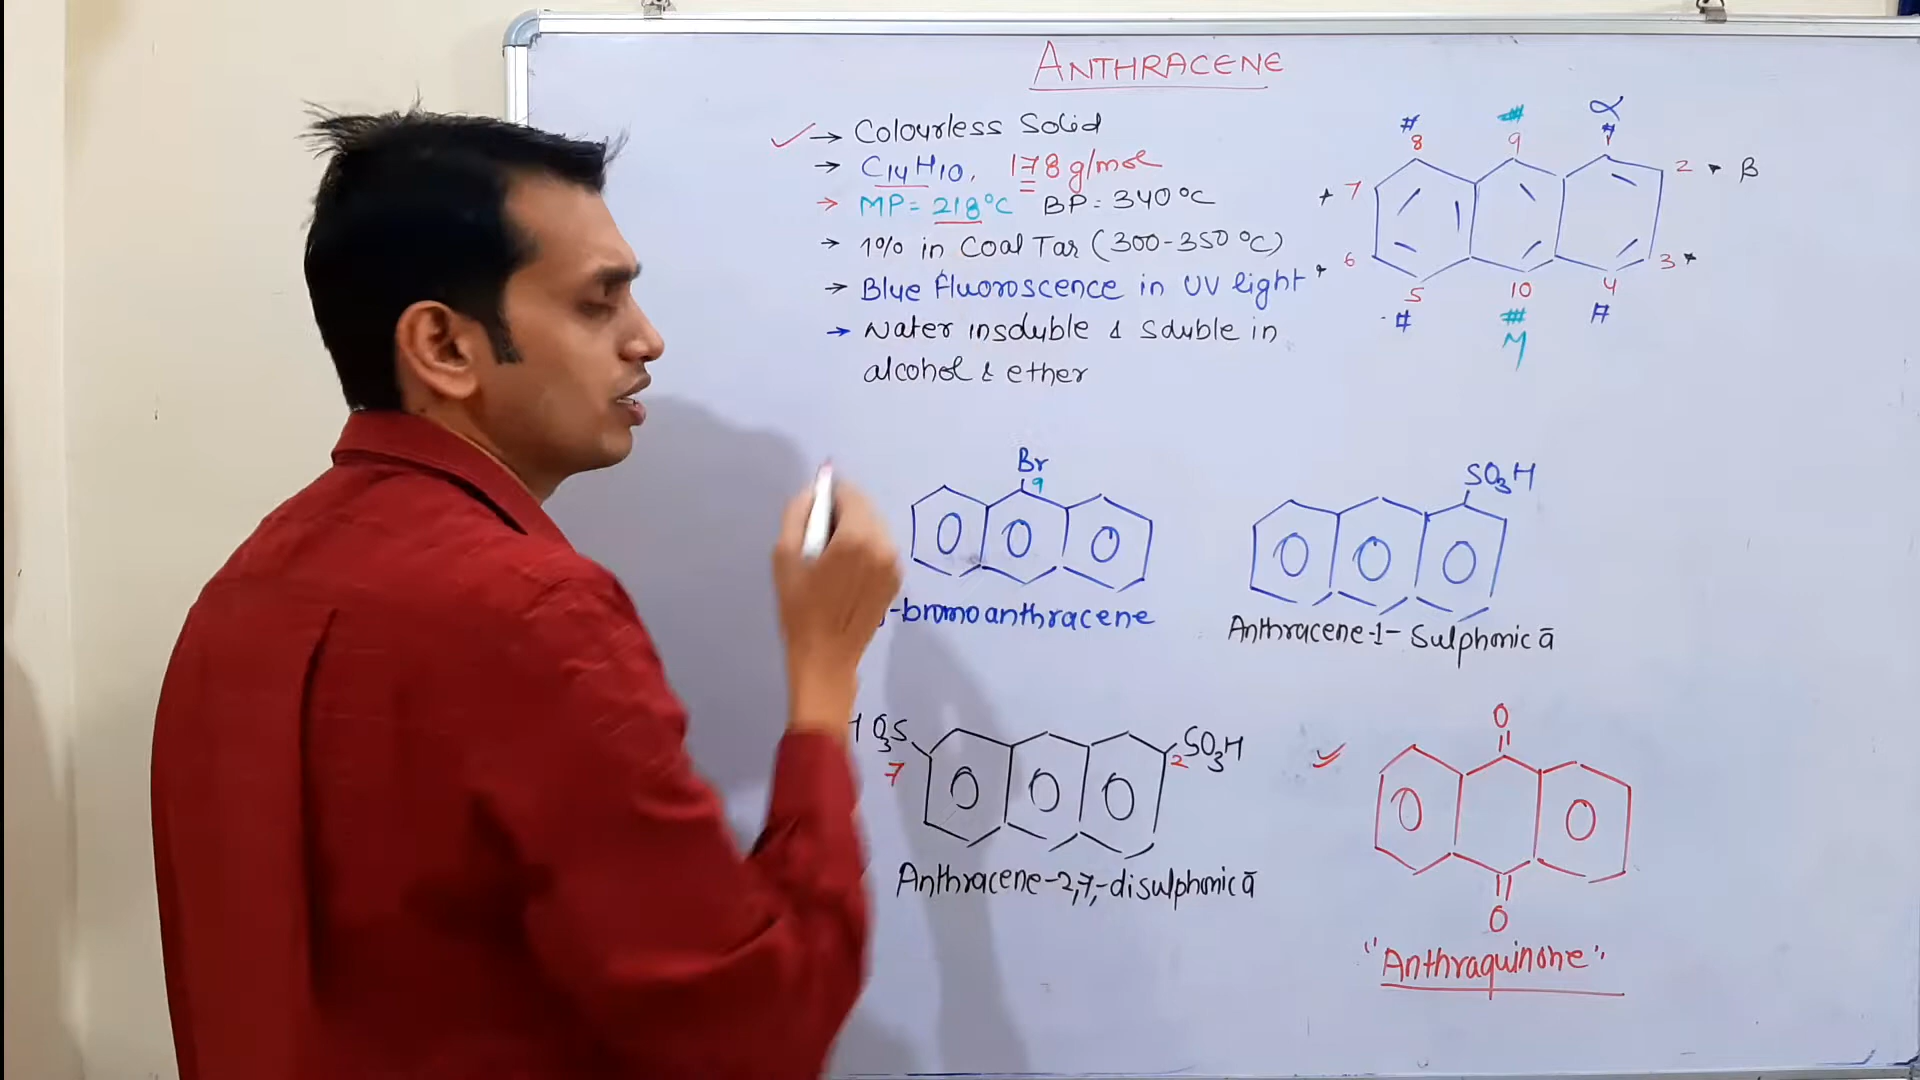 ANTHRACENE
✓ → Colourless Solid
→ C14H10, 178 g/mol
→ MP= 218°C BP= 340°C
→ 1% in Coal Tar (300-350°C)
→ Blye fluoroscence in UV light
→ Water insoluble & Soluble in
alcohol & ether
α
# # #
8 9 1
* 7 2 * β
* 6 3 *
5 10 4
# # #
M
Br
9
-bromoanthracene
SO3H
Anthracene-1-Sulphonic ā
HO3S SO3H
7 2
Anthracene-2,7,-disulphonic ā
✓ O
O
"Anthraquinone"